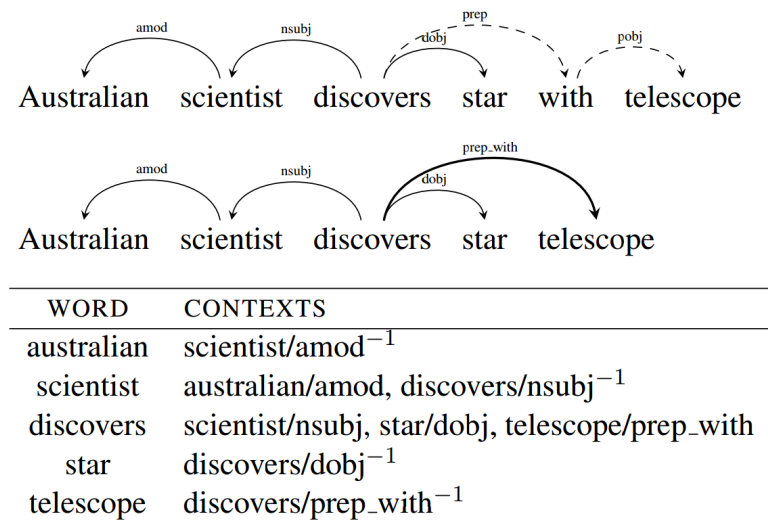 amod nsubj dobj prep pobj
Australian scientist discovers star with telescope
amod nsubj dobj prep_with
Australian scientist discovers star telescope
WORD CONTEXTS
australian scientist/amod⁻¹
scientist australian/amod, discovers/nsubj⁻¹
discovers scientist/nsubj, star/dobj, telescope/prep_with
star discovers/dobj⁻¹
telescope discovers/prep_with⁻¹